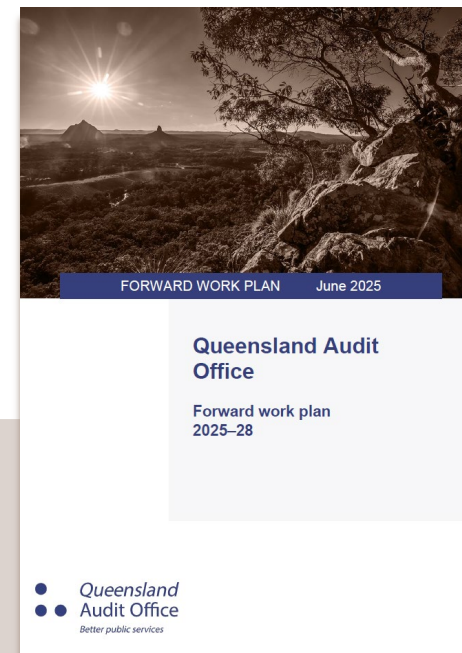 FORWARD WORK PLAN June 2025
Queensland Audit
Office
Forward work plan
2025–28
Queensland
Audit Office
Better public services